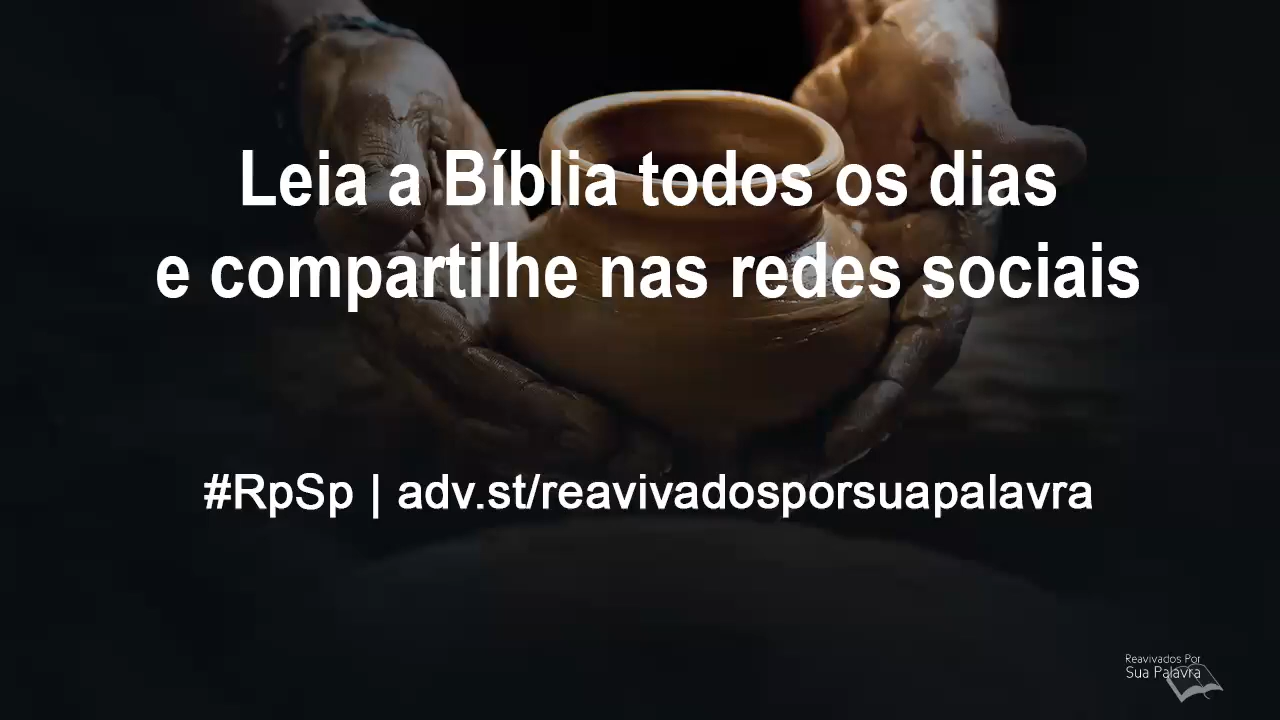 Leia a Bíblia todos os dias
e compartilhe nas redes sociais
#RpSp | adv.st/reavivadosporsuapalavra
Reavivados Por
Sua Palavra